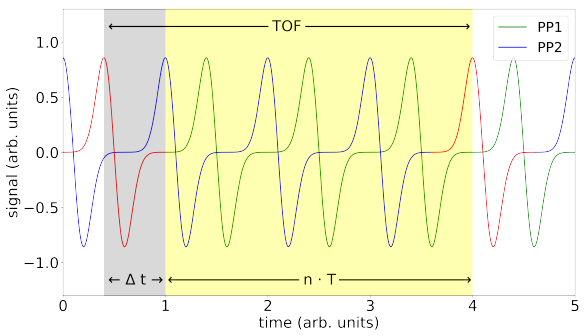 TOF
PP1
PP2
1.0
0.5
0.0
−0.5
−1.0
signal (arb. units)
Δ t
n · T
0 1 2 3 4 5
time (arb. units)